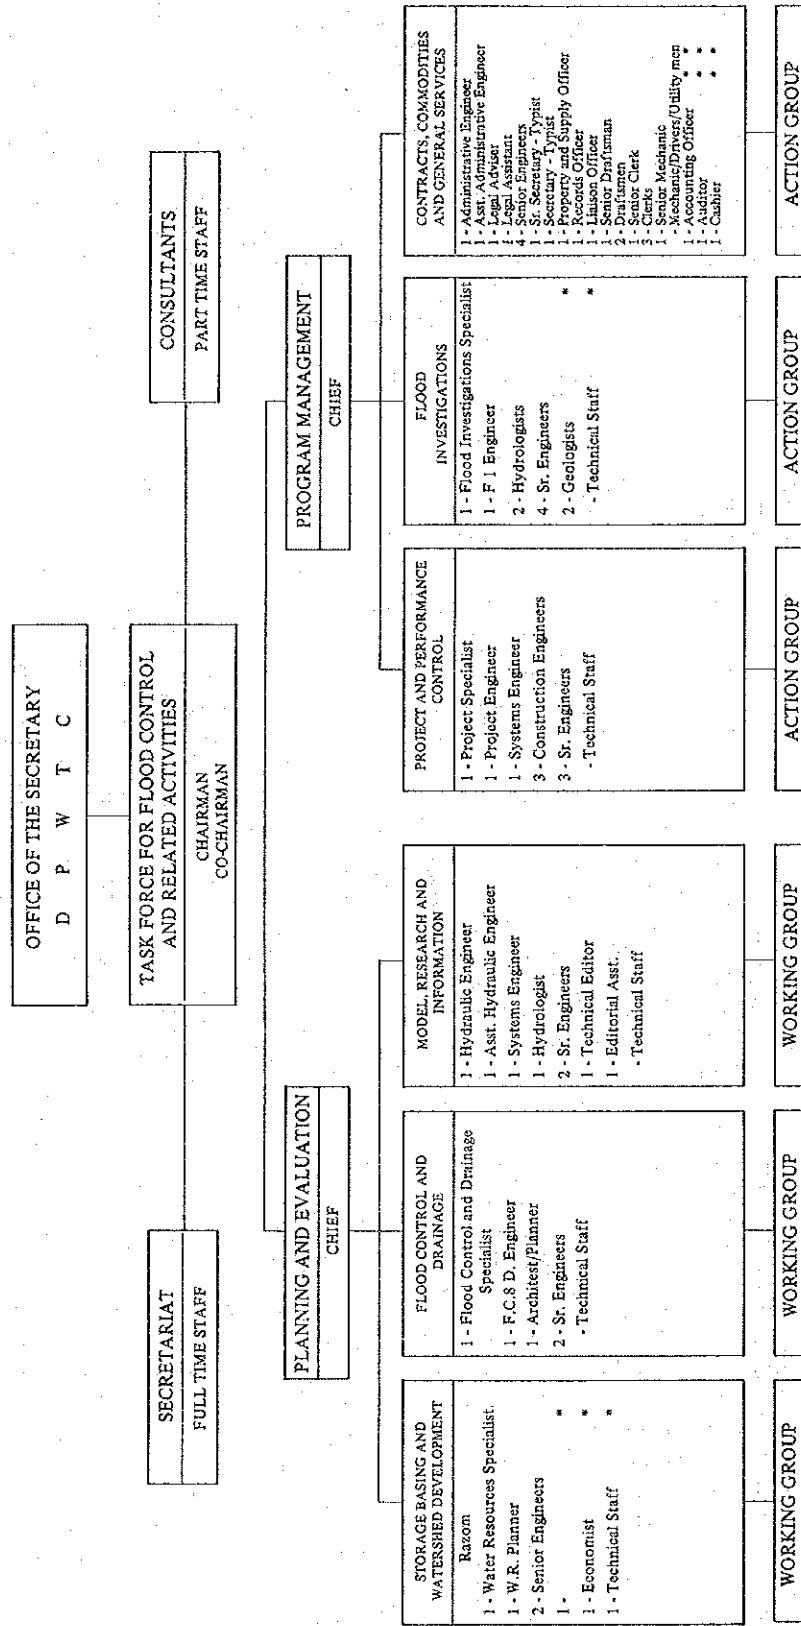 OFFICE OF THE SECRETARY
D P W T C
TASK FORCE FOR FLOOD CONTROL
AND RELATED ACTIVITIES
CHAIRMAN
CO-CHAIRMAN
SECRETARIAT
FULL TIME STAFF
CONSULTANTS
PART TIME STAFF
PLANNING AND EVALUATION
CHIEF
PROGRAM MANAGEMENT
CHIEF
STORAGE BASING AND
WATERSHED DEVELOPMENT
Razom
1 - Water Resources Specialist.
1 - W.R. Planner
2 - Senior Engineers
1 - *
1 - Economist *
1 - Technical Staff *
WORKING GROUP
FLOOD CONTROL AND
DRAINAGE
1 - Flood Control and Drainage
Specialist
1 - F.C.8 D. Engineer
1 - Architest/Planner
2 - Sr. Engineers
- Technical Staff
WORKING GROUP
MODEL, RESEARCH AND
INFORMATION
1 - Hydraulic Engineer
1 - Asst. Hydraulic Engineer
1 - Systems Engineer
1 - Hydrologist
2 - Sr. Engineers
1 - Technical Editor
1 - Editorial Asst.
- Technical Staff
WORKING GROUP
PROJECT AND PERFORMANCE
CONTROL
1 - Project Specialist
1 - Project Engineer
1 - Systems Engineer
3 - Construction Engineers
3 - Sr. Engineers
- Technical Staff
ACTION GROUP
FLOOD
INVESTIGATIONS
1 - Flood Investigations Specialist
1 - F I Engineer
2 - Hydrologists
4 - Sr. Engineers
2 - Geologists *
- Technical Staff *
ACTION GROUP
CONTRACTS, COMMODITIES
AND GENERAL SERVICES
1 - Administrative Engineer
1 - Asst. Administrative Engineer
1 - Legal Adviser
£ - Legal Assistant
4 - Senior Engineers
1 - Sr. Secretary - Typist
1 - Secretary - Typist
1 - Property and Supply Officer
1 - Records Officer
1 - Liaison Officer
1 - Senior Draftsman
2 - Draftsmen
1 - Senior Clerk
3 - Clerks
1 - Senior Mechanic
- Mechanic/Drivers/Utility men
1 - Accounting Officer * *
1 - Auditor * *
1 - Cashier * *
ACTION GROUP